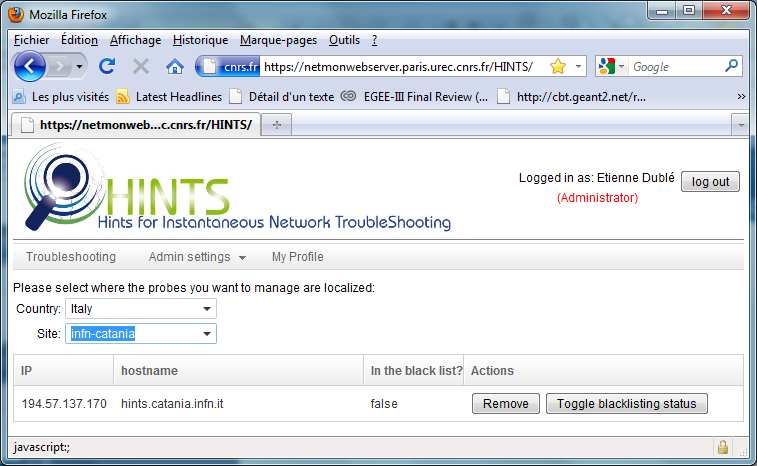 Mozilla Firefox
Fichier Édition Affichage Historique Marque-pages Outils ?
cnrs.fr https://netmonwebserver.paris.urec.cnrs.fr/HINTS/ Google
Les plus visités Latest Headlines Détail d'un texte EGEE-III Final Review (... http://cbt.geant2.net/r... »
https://netmonweb...c.cnrs.fr/HINTS/
HINTS
Hints for Instantaneous Network TroubleShooting
Logged in as: Etienne Dublé log out
(Administrator)
Troubleshooting Admin settings My Profile
Please select where the probes you want to manage are localized:
Country: Italy
Site: infn-catania
IP hostname In the black list? Actions
194.57.137.170 hints.catania.infn.it false Remove Toggle blacklisting status
javascript:;